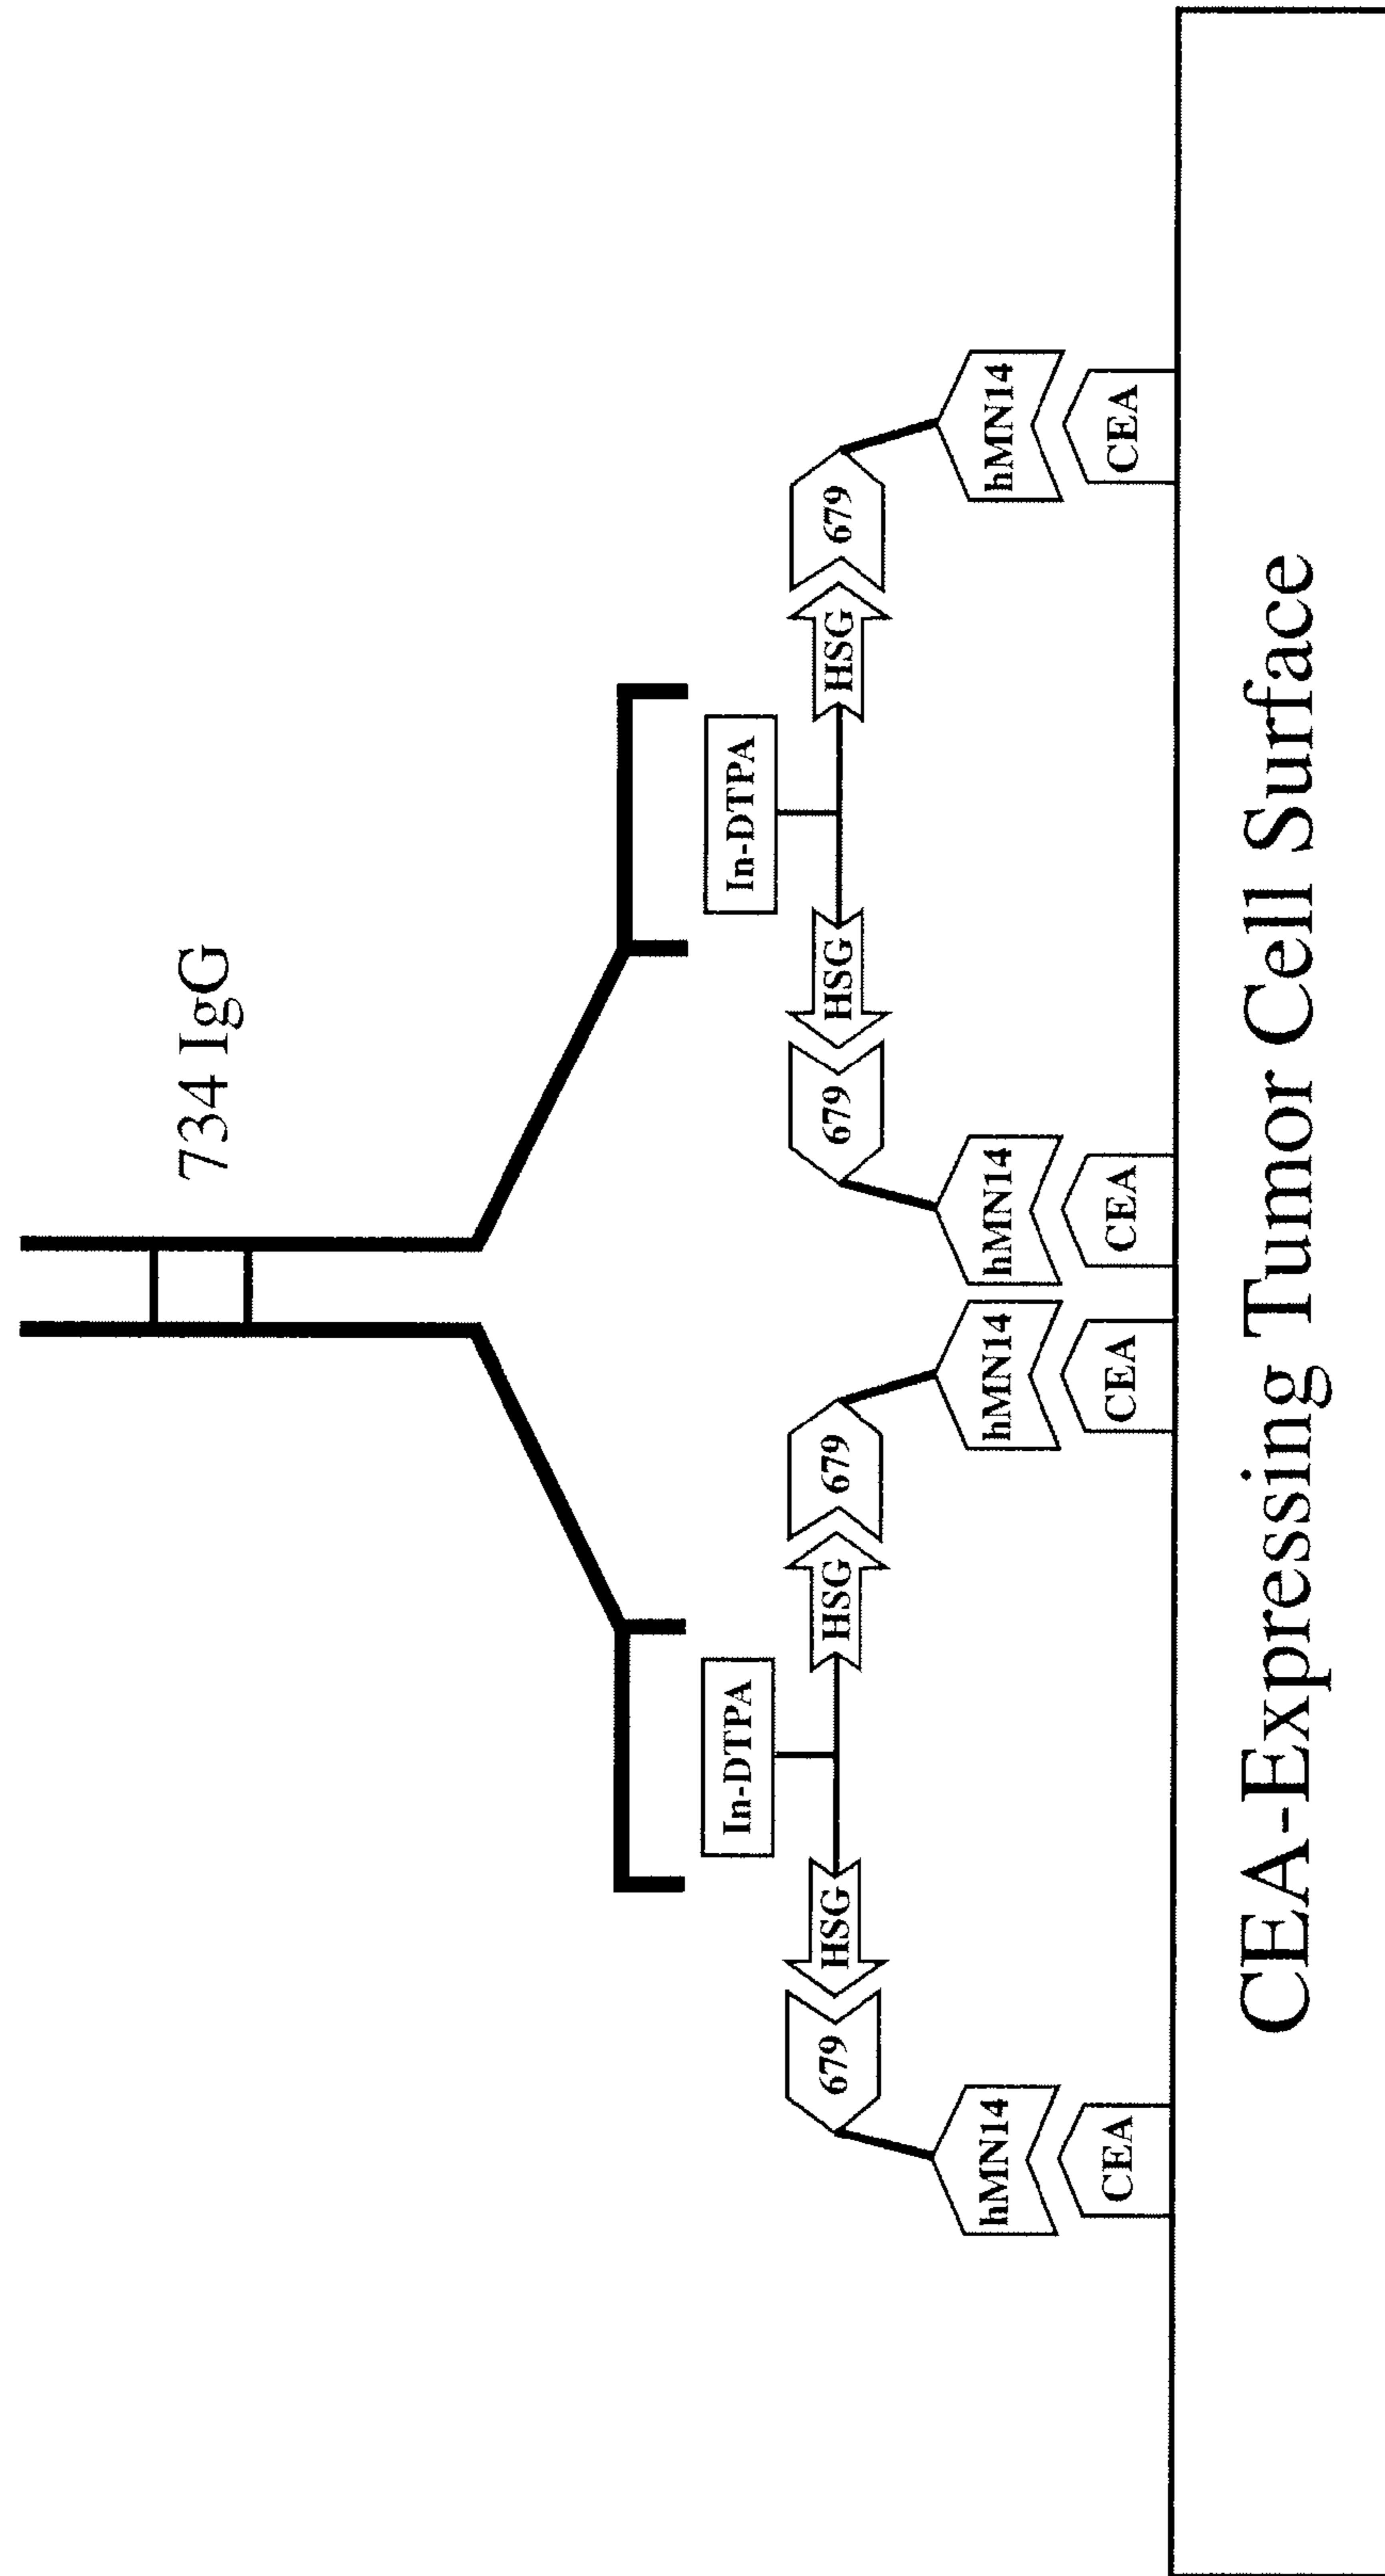 734 IgG
In-DTPA In-DTPA
679 HSG HSG 679 679 HSG HSG 679
hMN14 hMN14 hMN14 hMN14
CEA CEA CEA CEA
CEA-Expressing Tumor Cell Surface